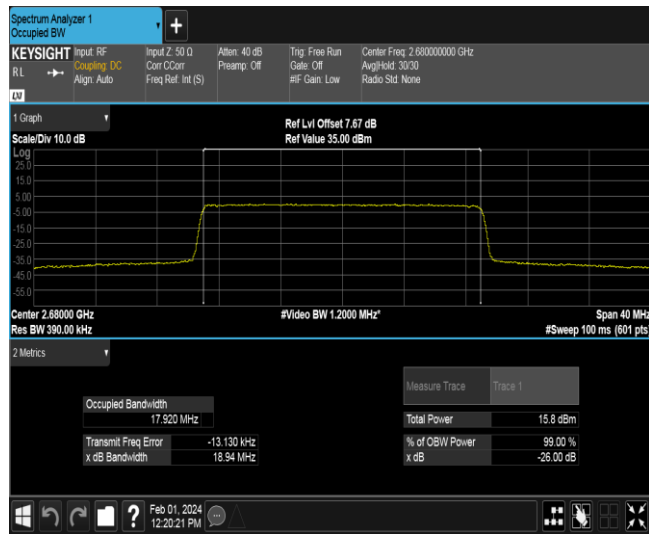 Spectrum Analyzer 1
Occupied BW
KEYSIGHT Input: RF
RL Coupling: DC
Align: Auto
Input Z: 50 Ω
Corr CCorr
Freq Ref: Int (S)
Atten: 40 dB
Preamp: Off
Trig: Free Run
Gate: Off
#IF Gain: Low
Center Freq: 2.680000000 GHz
Avg|Hold: 30/30
Radio Std: None
LXI
1 Graph
Scale/Div 10.0 dB
Ref Lvl Offset 7.67 dB
Ref Value 35.00 dBm
Log
25.0
15.0
5.00
-5.00
-15.0
-25.0
-35.0
-45.0
-55.0
Center 2.68000 GHz
Res BW 390.00 kHz
#Video BW 1.2000 MHz*
Span 40 MHz
#Sweep 100 ms (601 pts)
2 Metrics
Measure Trace Trace 1
Occupied Bandwidth
17.920 MHz
Total Power 15.8 dBm
Transmit Freq Error -13.130 kHz
% of OBW Power 99.00 %
x dB Bandwidth 18.94 MHz
x dB -26.00 dB
?
Feb 01, 2024
12:20:21 PM